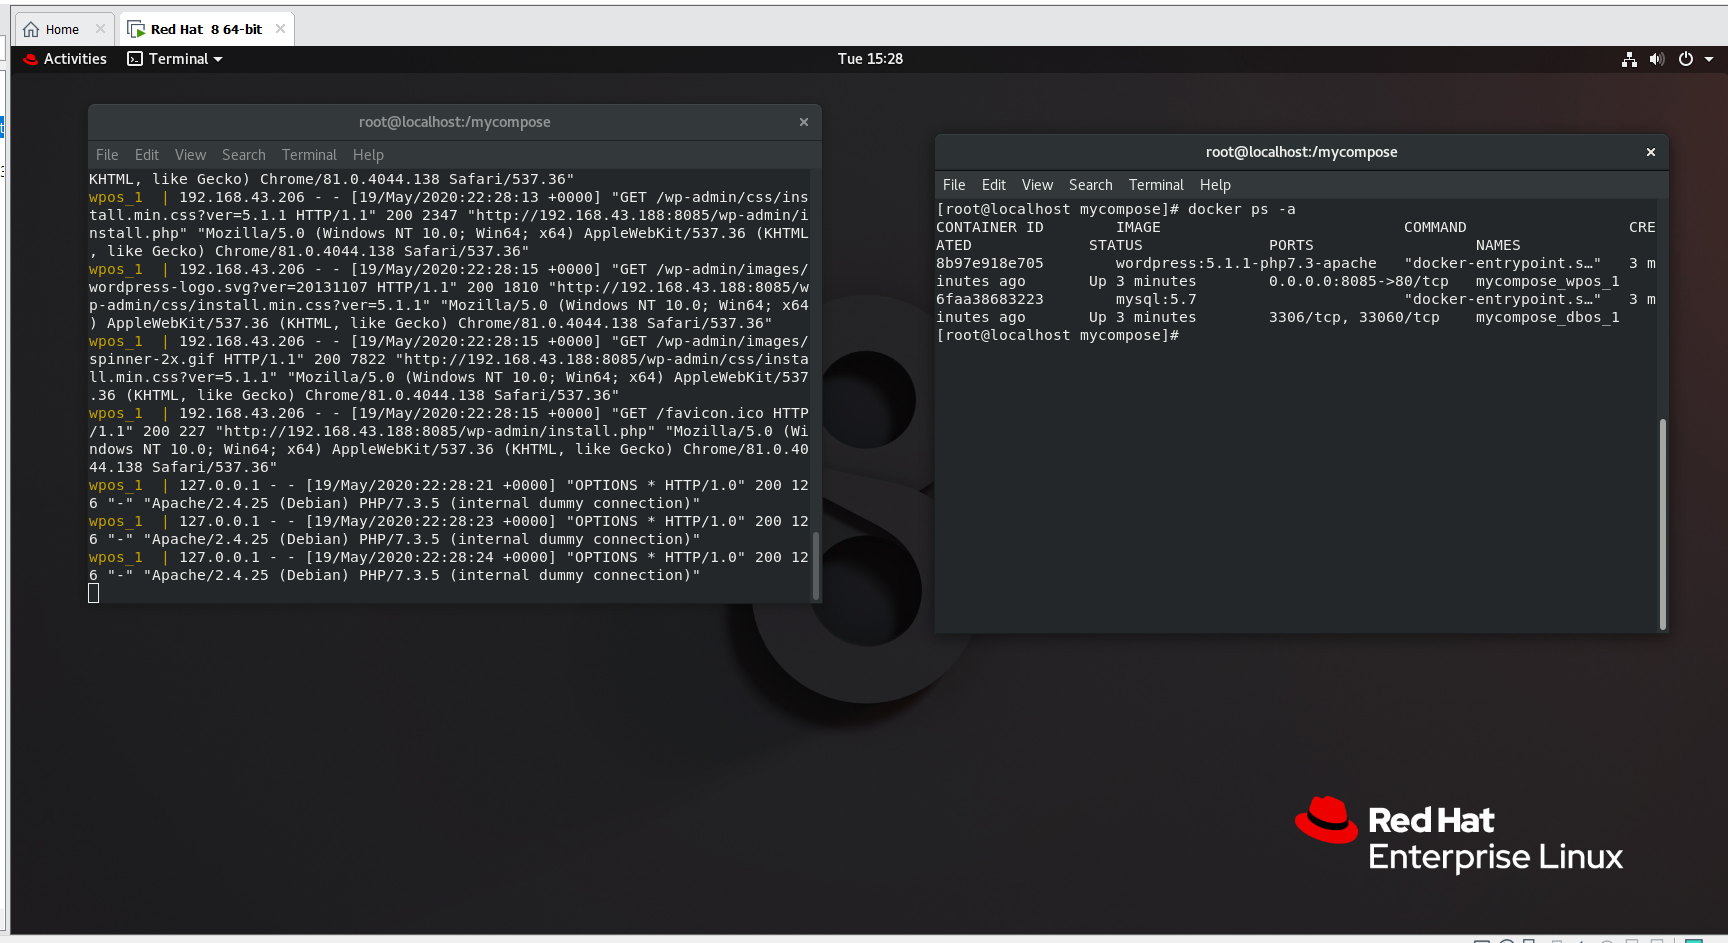 Home
Red Hat 8 64-bit
Activities
Terminal
Tue 15:28
root@localhost:/mycompose
File Edit View Search Terminal Help
KHTML, like Gecko) Chrome/81.0.4044.138 Safari/537.36"
wpos_1  | 192.168.43.206 - - [19/May/2020:22:28:13 +0000] "GET /wp-admin/css/ins
tall.min.css?ver=5.1.1 HTTP/1.1" 200 2347 "http://192.168.43.188:8085/wp-admin/i
nstall.php" "Mozilla/5.0 (Windows NT 10.0; Win64; x64) AppleWebKit/537.36 (KHTML
, like Gecko) Chrome/81.0.4044.138 Safari/537.36"
wpos_1  | 192.168.43.206 - - [19/May/2020:22:28:15 +0000] "GET /wp-admin/images/
wordpress-logo.svg?ver=20131107 HTTP/1.1" 200 1810 "http://192.168.43.188:8085/w
p-admin/css/install.min.css?ver=5.1.1" "Mozilla/5.0 (Windows NT 10.0; Win64; x64
) AppleWebKit/537.36 (KHTML, like Gecko) Chrome/81.0.4044.138 Safari/537.36"
wpos_1  | 192.168.43.206 - - [19/May/2020:22:28:15 +0000] "GET /wp-admin/images/
spinner-2x.gif HTTP/1.1" 200 7822 "http://192.168.43.188:8085/wp-admin/css/insta
ll.min.css?ver=5.1.1" "Mozilla/5.0 (Windows NT 10.0; Win64; x64) AppleWebKit/537
.36 (KHTML, like Gecko) Chrome/81.0.4044.138 Safari/537.36"
wpos_1  | 192.168.43.206 - - [19/May/2020:22:28:15 +0000] "GET /favicon.ico HTTP
/1.1" 200 227 "http://192.168.43.188:8085/wp-admin/install.php" "Mozilla/5.0 (Wi
ndows NT 10.0; Win64; x64) AppleWebKit/537.36 (KHTML, like Gecko) Chrome/81.0.40
44.138 Safari/537.36"
wpos_1  | 127.0.0.1 - - [19/May/2020:22:28:21 +0000] "OPTIONS * HTTP/1.0" 200 12
6 "-" "Apache/2.4.25 (Debian) PHP/7.3.5 (internal dummy connection)"
wpos_1  | 127.0.0.1 - - [19/May/2020:22:28:23 +0000] "OPTIONS * HTTP/1.0" 200 12
6 "-" "Apache/2.4.25 (Debian) PHP/7.3.5 (internal dummy connection)"
wpos_1  | 127.0.0.1 - - [19/May/2020:22:28:24 +0000] "OPTIONS * HTTP/1.0" 200 12
6 "-" "Apache/2.4.25 (Debian) PHP/7.3.5 (internal dummy connection)"
root@localhost:/mycompose
File Edit View Search Terminal Help
[root@localhost mycompose]# docker ps -a
CONTAINER ID        IMAGE                           COMMAND                  CRE
ATED             STATUS              PORTS                  NAMES
8b97e918e705        wordpress:5.1.1-php7.3-apache   "docker-entrypoint.s…"   3 m
inutes ago       Up 3 minutes        0.0.0.0:8085->80/tcp   mycompose_wpos_1
6faa38683223        mysql:5.7                       "docker-entrypoint.s…"   3 m
inutes ago       Up 3 minutes        3306/tcp, 33060/tcp    mycompose_dbos_1
[root@localhost mycompose]#
Red Hat
Enterprise Linux